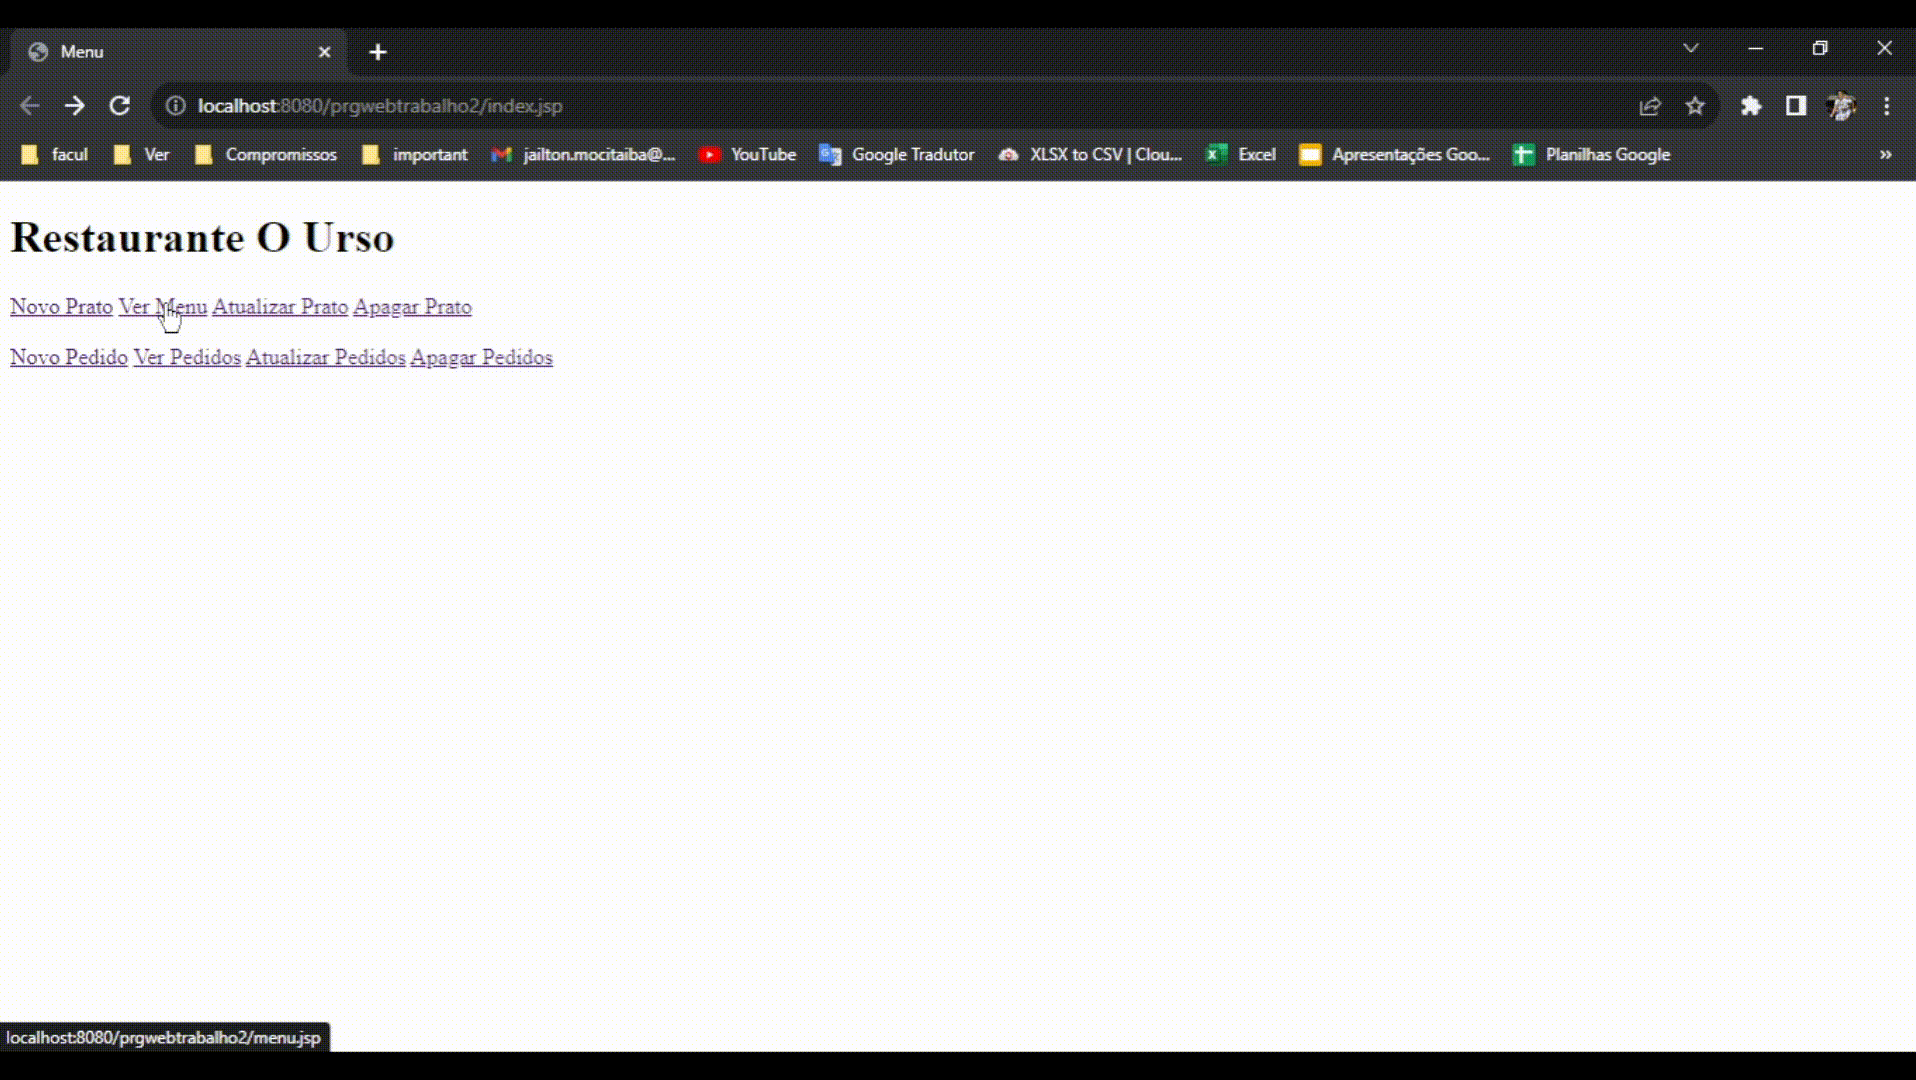 Menu
localhost:8080/prgwebtrabalho2/index.jsp
facul Ver Compromissos important jailton.mocitaiba@... YouTube Google Tradutor XLSX to CSV | Clou... Excel Apresentações Goo... Planilhas Google »
Restaurante O Urso
Novo Prato Ver Menu Atualizar Prato Apagar Prato
Novo Pedido Ver Pedidos Atualizar Pedidos Apagar Pedidos
localhost:8080/prgwebtrabalho2/menu.jsp